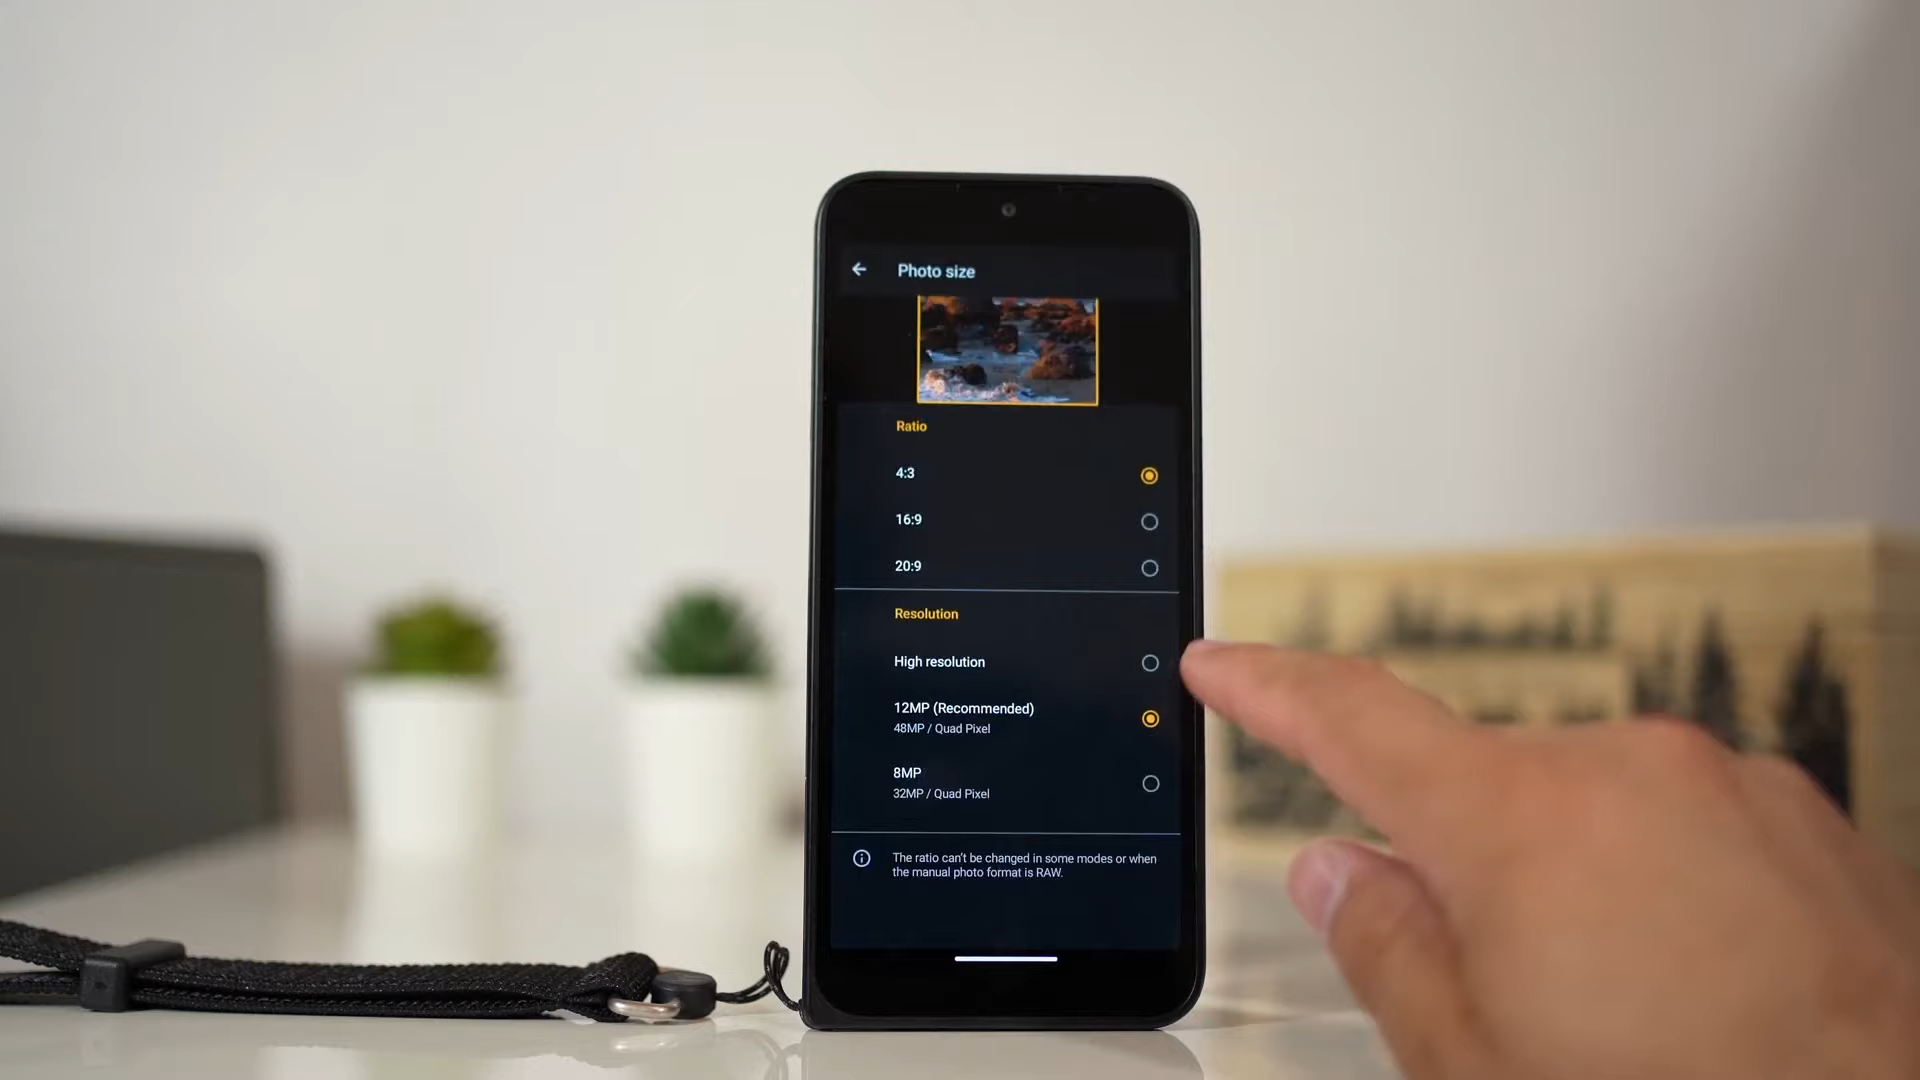 Photo size
Ratio
4:3
16:9
20:9
Resolution
High resolution
12MP (Recommended)
48MP / Quad Pixel
8MP
32MP / Quad Pixel
The ratio can't be changed in some modes or when
the manual photo format is RAW.